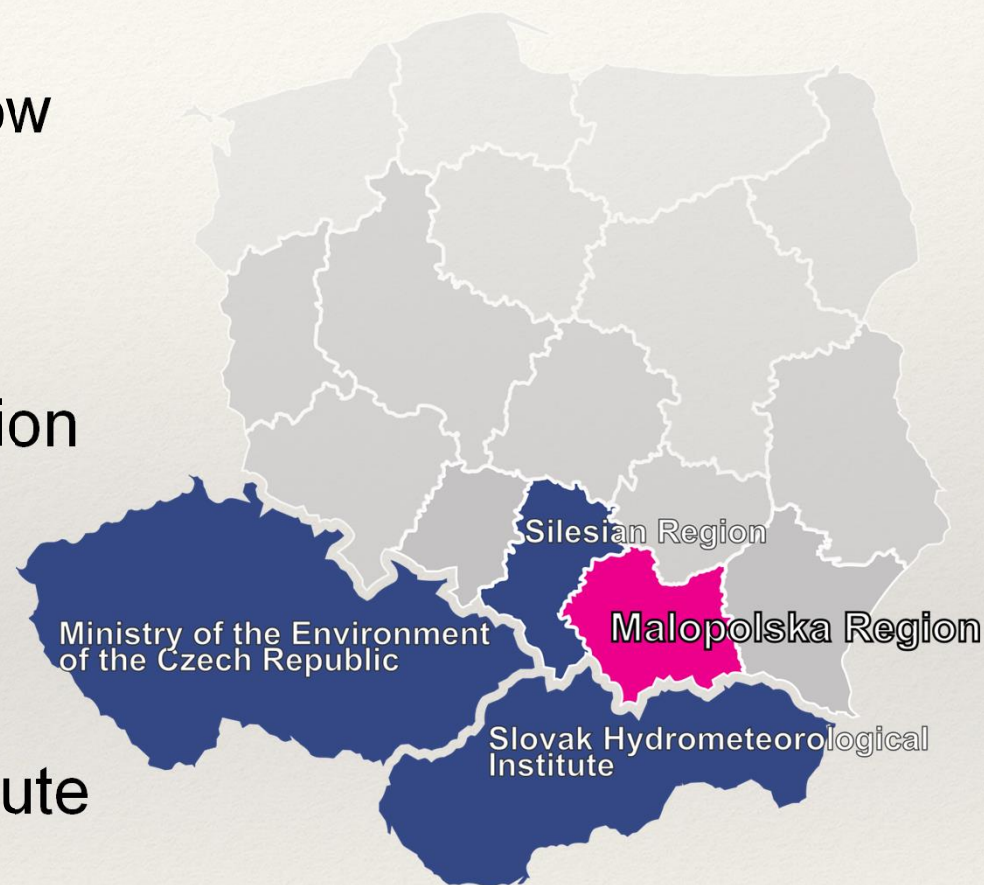 ow
ion
Silesian Region
Malopolska Region
Ministry of the Environment
of the Czech Republic
Slovak Hydrometeorological
Institute
ute